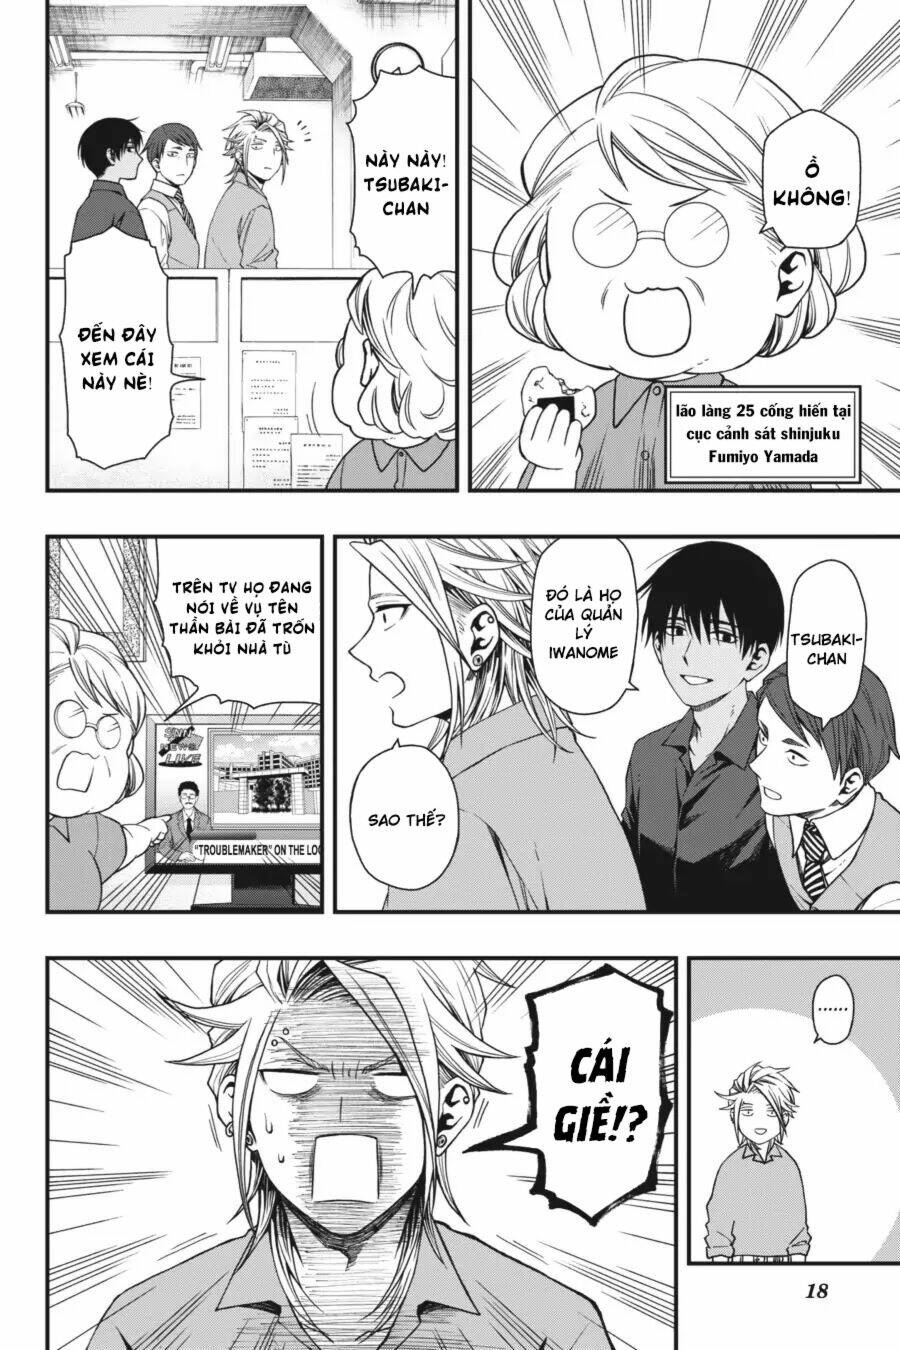 Ồ
KHÔNG!
lão làng 25 cống hiến tại
cục cảnh sát shinjuku
Fumiyo Yamada
NÀY NÀY!
TSUBAKI-
CHAN
ĐẾN ĐÂY
XEM CÁI
NÀY NÈ!
TSUBAKI-
CHAN
ĐÓ LÀ HỌ
CỦA QUẢN
LÝ
IWANOME
SAO THẾ?
TRÊN TV HỌ ĐANG
NÓI VỀ VỤ TÊN
THẦN BÀI ĐÃ TRỐN
KHỎI NHÀ TÙ
NEWS
LIVE
"TROUBLEMAKER" ON THE LOO
......
CÁI
GIỀ!?
18